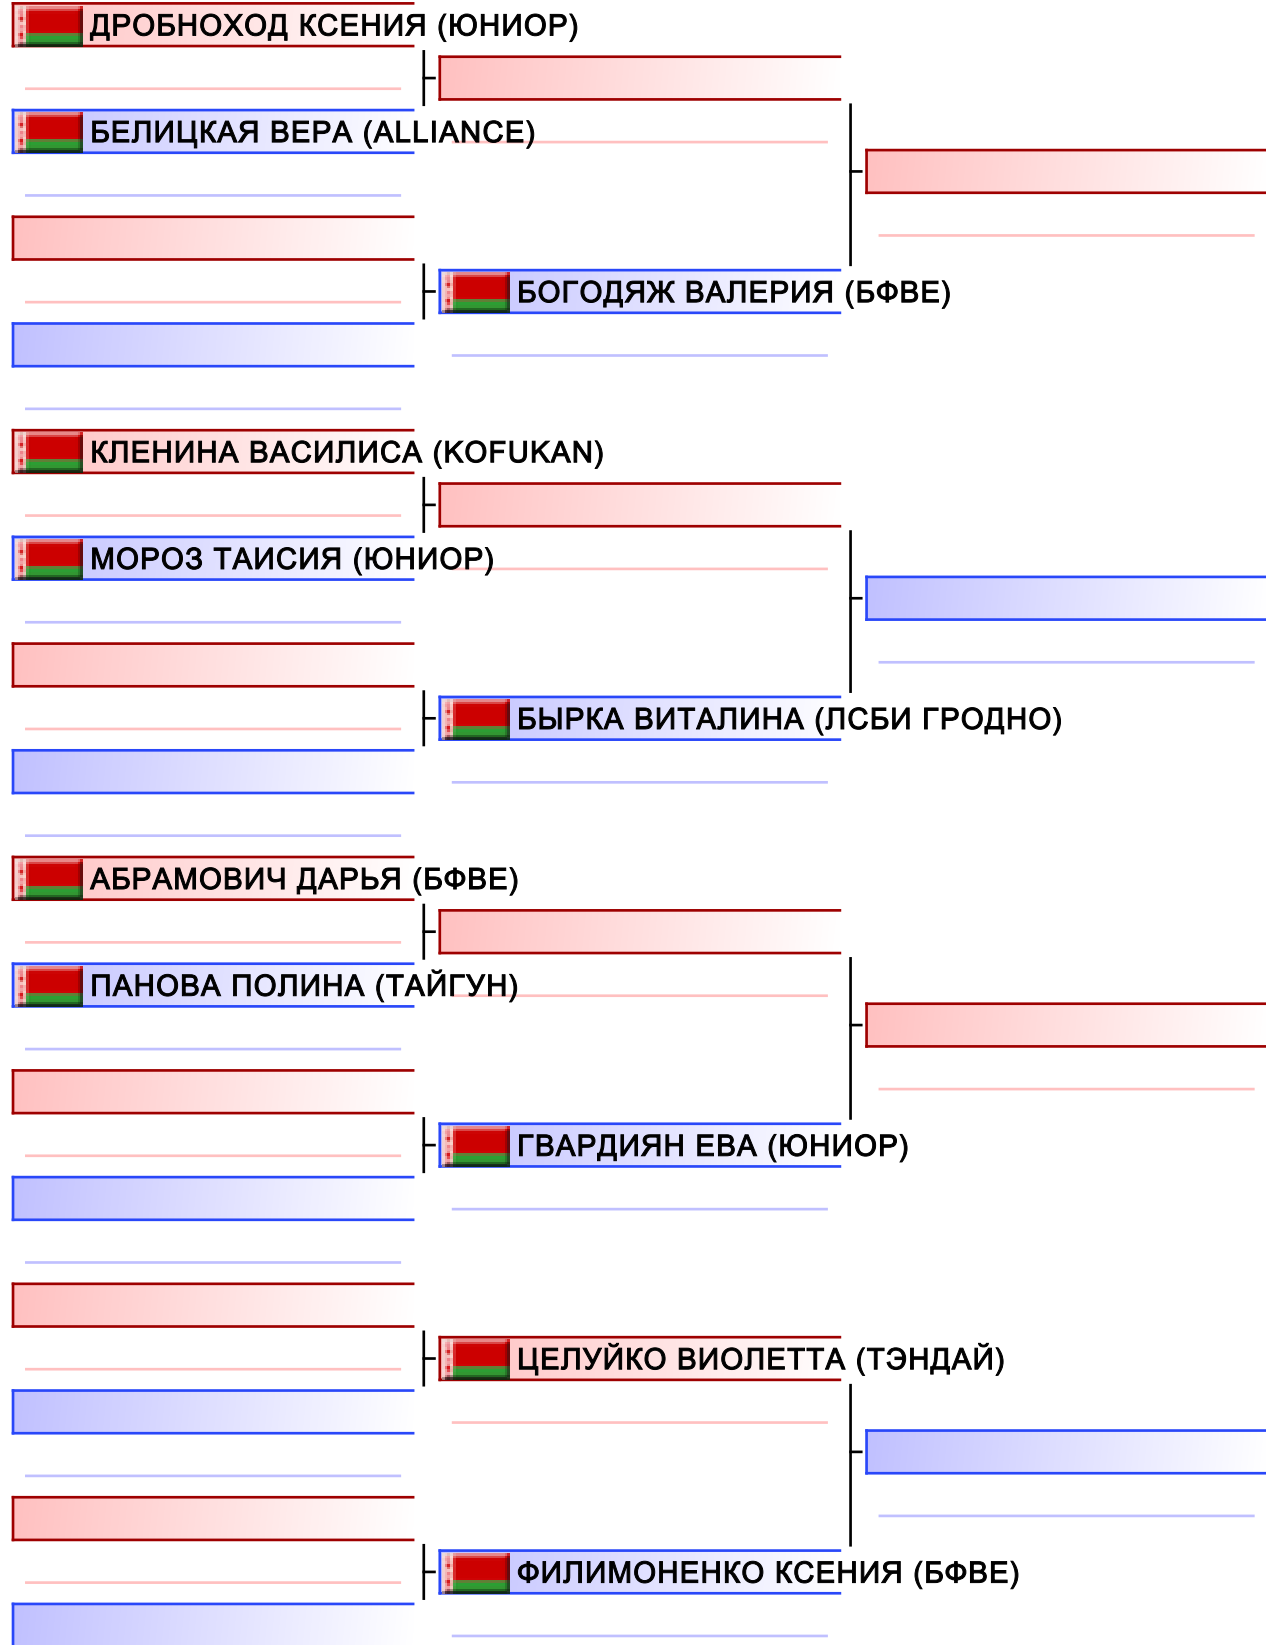 ДРОБНОХОД КСЕНИЯ (ЮНИОР)
БЕЛИЦКАЯ ВЕРА (ALLIANCE)
БОГОДЯЖ ВАЛЕРИЯ (БФВЕ)
КЛЕНИНА ВАСИЛИСА (KOFUKAN)
МОРОЗ ТАИСИЯ (ЮНИОР)
БЫРКА ВИТАЛИНА (ЛСБИ ГРОДНО)
АБРАМОВИЧ ДАРЬЯ (БФВЕ)
ПАНОВА ПОЛИНА (ТАЙГУН)
ГВАРДИЯН ЕВА (ЮНИОР)
ЦЕЛУЙКО ВИОЛЕТТА (ТЭНДАЙ)
ФИЛИМОНЕНКО КСЕНИЯ (БФВЕ)